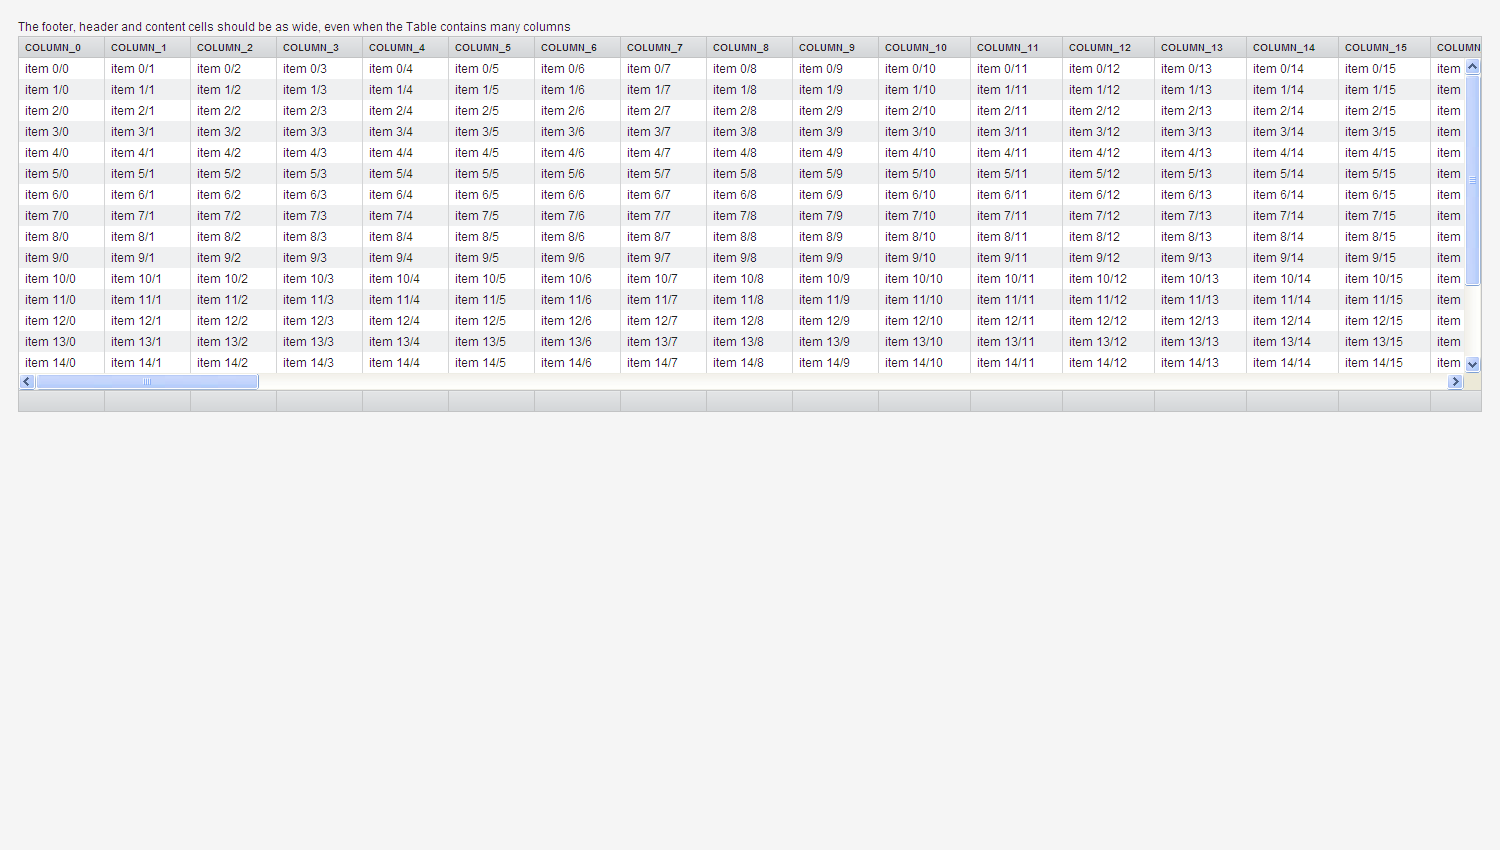 The footer, header and content cells should be as wide, even when the Table contains many columns
COLUMN_0 COLUMN_1 COLUMN_2 COLUMN_3 COLUMN_4 COLUMN_5 COLUMN_6 COLUMN_7 COLUMN_8 COLUMN_9 COLUMN_10 COLUMN_11 COLUMN_12 COLUMN_13 COLUMN_14 COLUMN_15 COLUMN
item 0/0 item 0/1 item 0/2 item 0/3 item 0/4 item 0/5 item 0/6 item 0/7 item 0/8 item 0/9 item 0/10 item 0/11 item 0/12 item 0/13 item 0/14 item 0/15 item
item 1/0 item 1/1 item 1/2 item 1/3 item 1/4 item 1/5 item 1/6 item 1/7 item 1/8 item 1/9 item 1/10 item 1/11 item 1/12 item 1/13 item 1/14 item 1/15 item
item 2/0 item 2/1 item 2/2 item 2/3 item 2/4 item 2/5 item 2/6 item 2/7 item 2/8 item 2/9 item 2/10 item 2/11 item 2/12 item 2/13 item 2/14 item 2/15 item
item 3/0 item 3/1 item 3/2 item 3/3 item 3/4 item 3/5 item 3/6 item 3/7 item 3/8 item 3/9 item 3/10 item 3/11 item 3/12 item 3/13 item 3/14 item 3/15 item
item 4/0 item 4/1 item 4/2 item 4/3 item 4/4 item 4/5 item 4/6 item 4/7 item 4/8 item 4/9 item 4/10 item 4/11 item 4/12 item 4/13 item 4/14 item 4/15 item
item 5/0 item 5/1 item 5/2 item 5/3 item 5/4 item 5/5 item 5/6 item 5/7 item 5/8 item 5/9 item 5/10 item 5/11 item 5/12 item 5/13 item 5/14 item 5/15 item
item 6/0 item 6/1 item 6/2 item 6/3 item 6/4 item 6/5 item 6/6 item 6/7 item 6/8 item 6/9 item 6/10 item 6/11 item 6/12 item 6/13 item 6/14 item 6/15 item
item 7/0 item 7/1 item 7/2 item 7/3 item 7/4 item 7/5 item 7/6 item 7/7 item 7/8 item 7/9 item 7/10 item 7/11 item 7/12 item 7/13 item 7/14 item 7/15 item
item 8/0 item 8/1 item 8/2 item 8/3 item 8/4 item 8/5 item 8/6 item 8/7 item 8/8 item 8/9 item 8/10 item 8/11 item 8/12 item 8/13 item 8/14 item 8/15 item
item 9/0 item 9/1 item 9/2 item 9/3 item 9/4 item 9/5 item 9/6 item 9/7 item 9/8 item 9/9 item 9/10 item 9/11 item 9/12 item 9/13 item 9/14 item 9/15 item
item 10/0 item 10/1 item 10/2 item 10/3 item 10/4 item 10/5 item 10/6 item 10/7 item 10/8 item 10/9 item 10/10 item 10/11 item 10/12 item 10/13 item 10/14 item 10/15 item
item 11/0 item 11/1 item 11/2 item 11/3 item 11/4 item 11/5 item 11/6 item 11/7 item 11/8 item 11/9 item 11/10 item 11/11 item 11/12 item 11/13 item 11/14 item 11/15 item
item 12/0 item 12/1 item 12/2 item 12/3 item 12/4 item 12/5 item 12/6 item 12/7 item 12/8 item 12/9 item 12/10 item 12/11 item 12/12 item 12/13 item 12/14 item 12/15 item
item 13/0 item 13/1 item 13/2 item 13/3 item 13/4 item 13/5 item 13/6 item 13/7 item 13/8 item 13/9 item 13/10 item 13/11 item 13/12 item 13/13 item 13/14 item 13/15 item
item 14/0 item 14/1 item 14/2 item 14/3 item 14/4 item 14/5 item 14/6 item 14/7 item 14/8 item 14/9 item 14/10 item 14/11 item 14/12 item 14/13 item 14/14 item 14/15 item